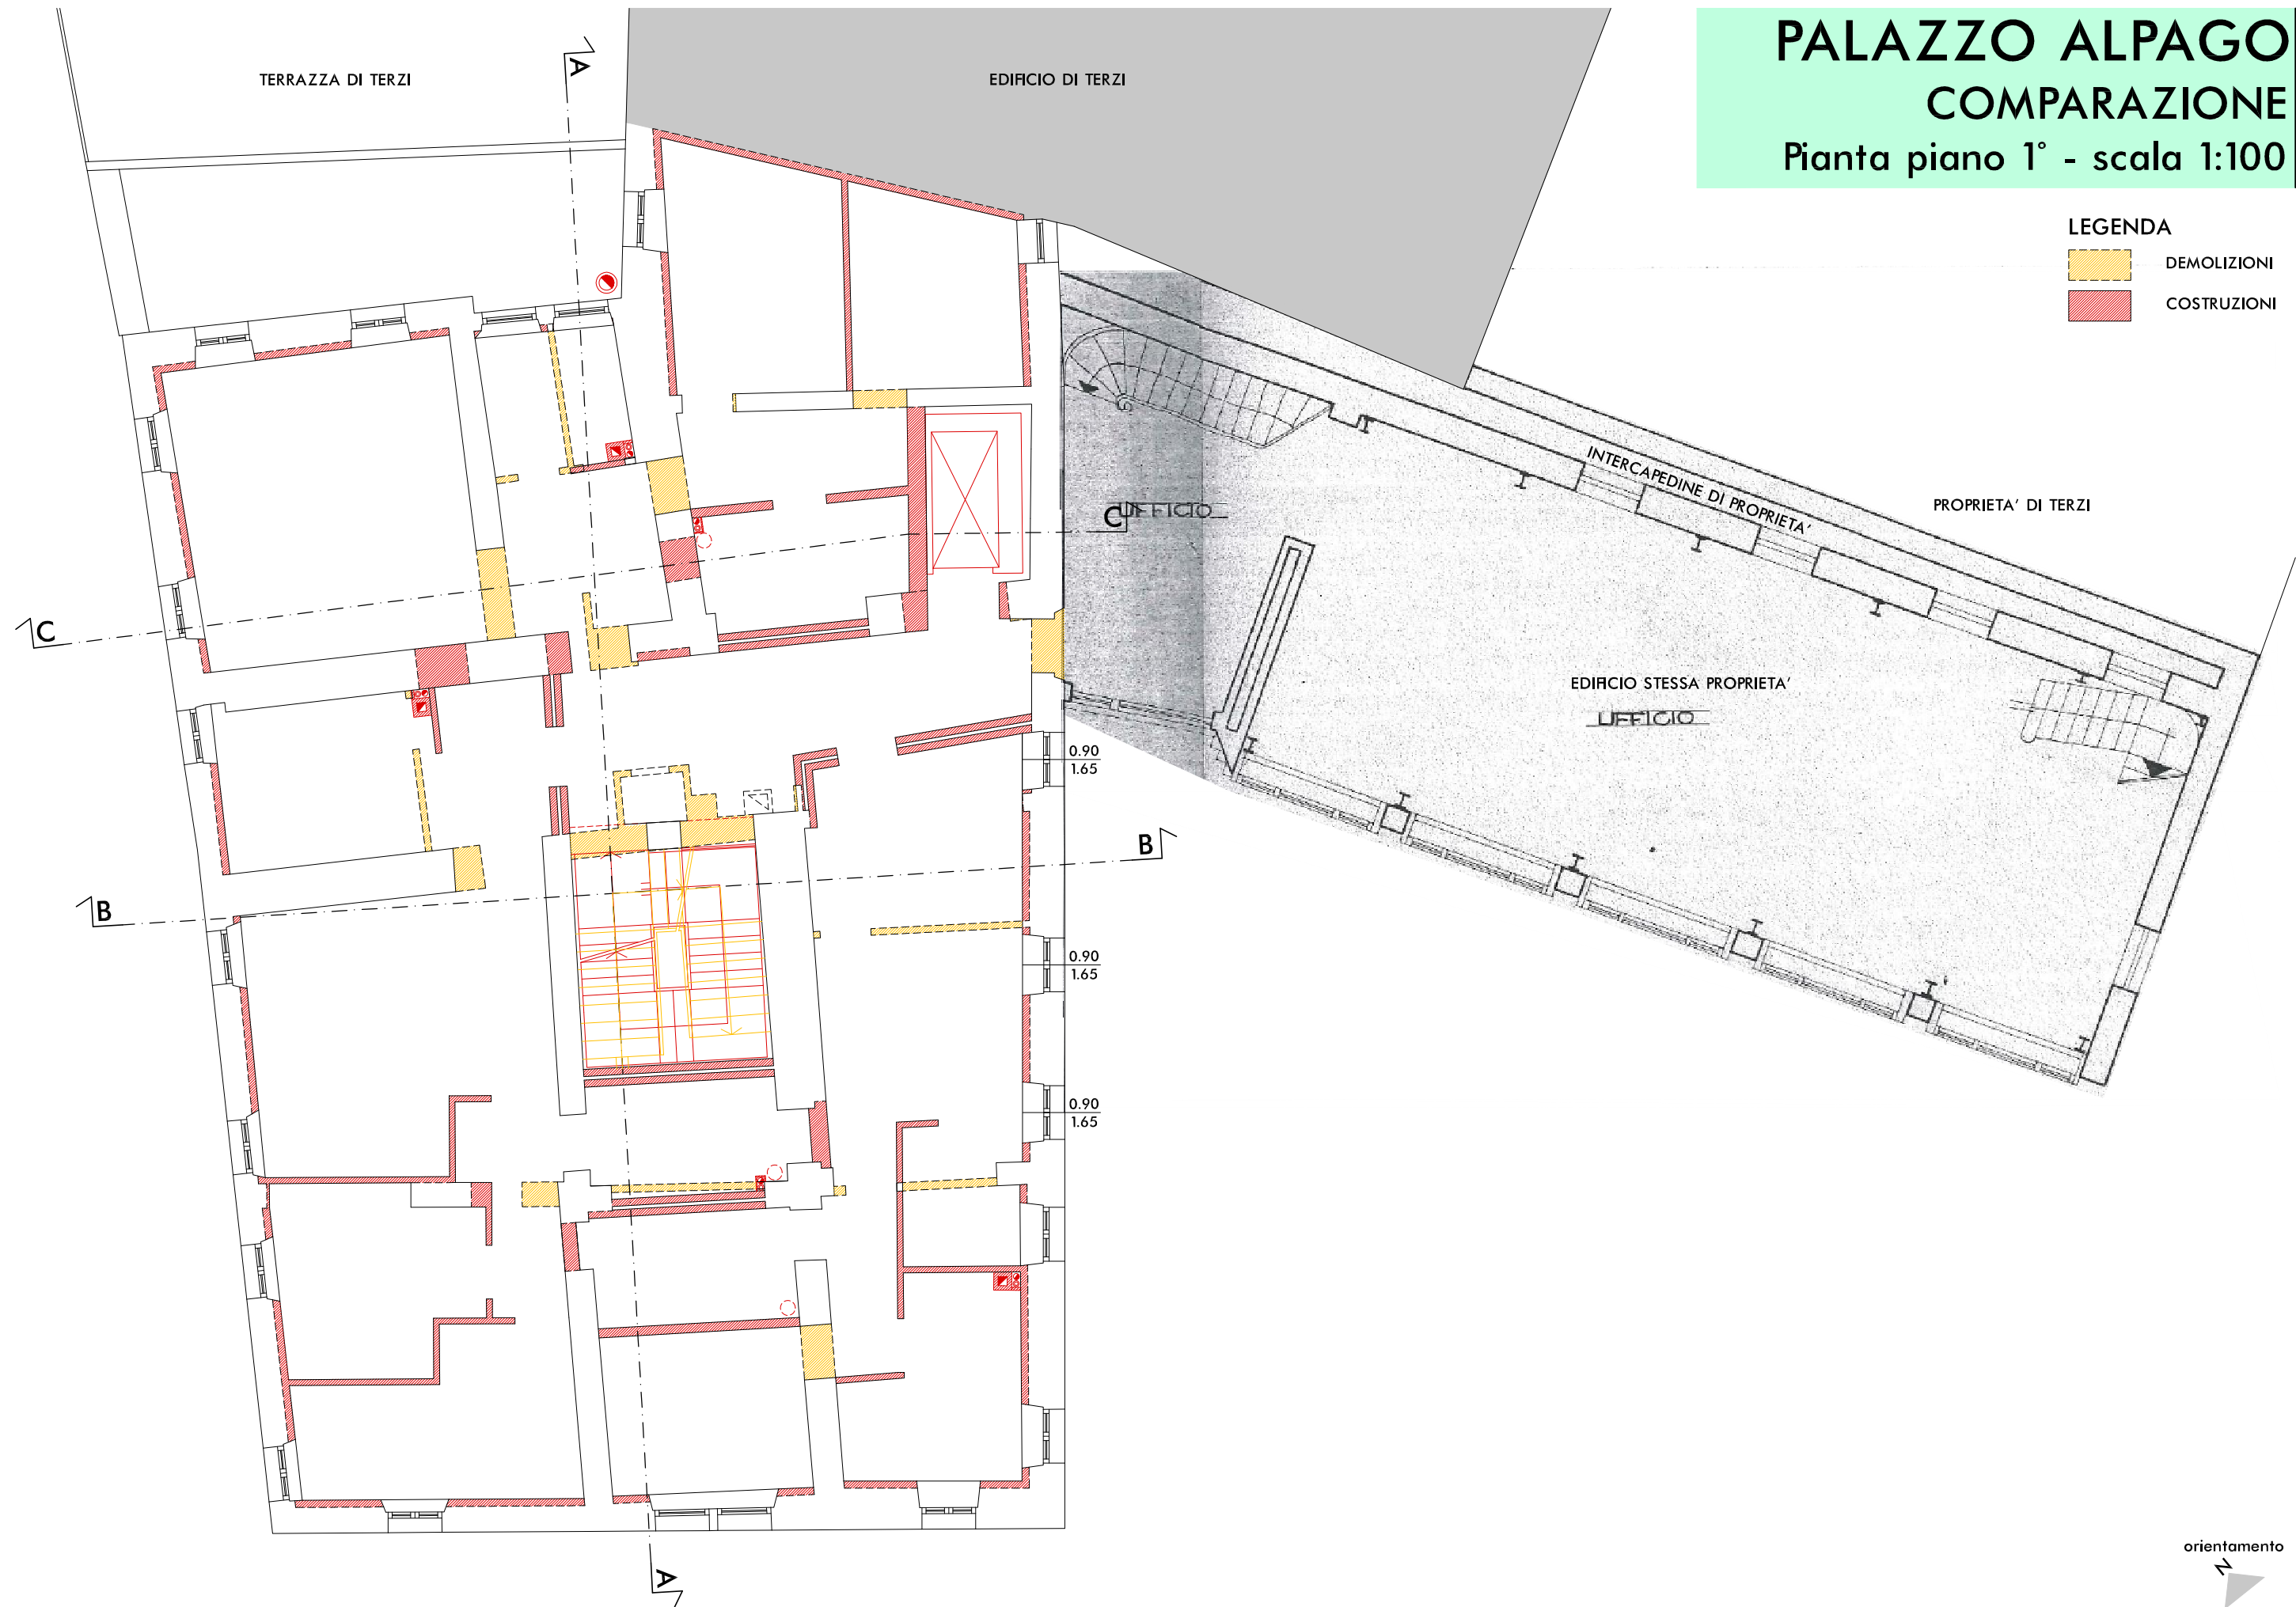 PALAZZO ALPAGO
COMPARAZIONE
Pianta piano 1° - scala 1:100
LEGENDA
DEMOLIZIONI
COSTRUZIONI
TERRAZZA DI TERZI
EDIFICIO DI TERZI
A
INTERCAPEDINE DI PROPRIETA'
PROPRIETA' DI TERZI
C
UFFICIO
C
EDIFICIO STESSA PROPRIETA'
UFFICIO
0.90
1.65
B
B
0.90
1.65
0.90
1.65
A
orientamento
N